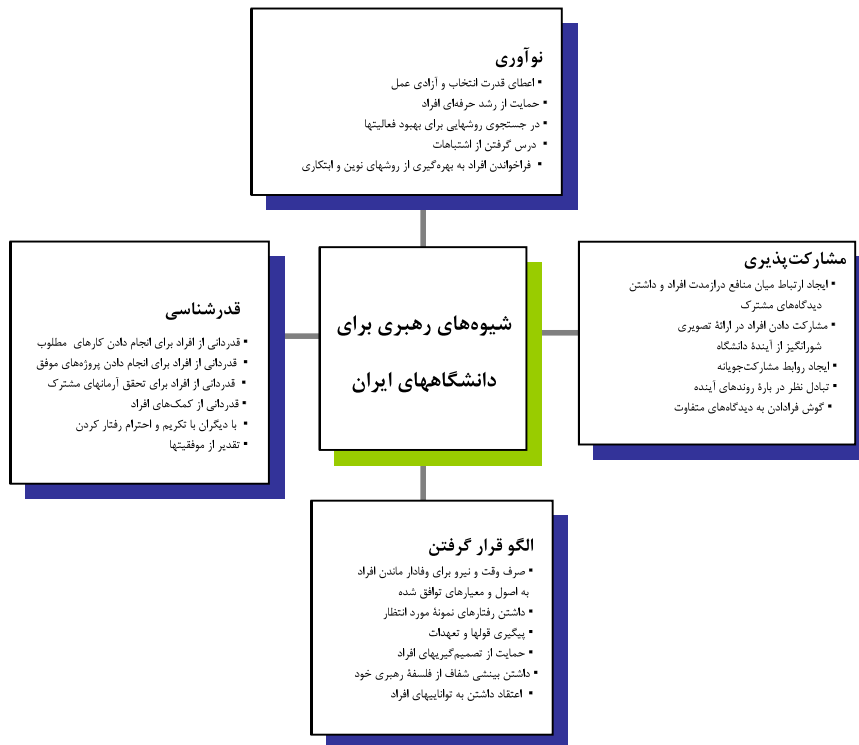 نوآوری
▪ اعطای قدرت انتخاب و آزادی عمل
▪ حمایت از رشد حرفه‌ای افراد
▪ در جستجوی روشهایی برای بهبود فعالیتها
▪ درس گرفتن از اشتباهات
▪ فراخواندن افراد به بهره‌گیری از روشهای نوین و ابتکاری
مشارکت‌پذیری
▪ ایجاد ارتباط میان منافع درازمدت افراد و داشتن
دیدگاه‌های مشترک
▪ مشارکت دادن افراد در ارائۀ تصویری
شورانگیز از آیندۀ دانشگاه
▪ ایجاد روابط مشارکت‌جویانه
▪ تبادل نظر در بارۀ روندهای آینده
▪ گوش فرادادن به دیدگاه‌های متفاوت
شیوه‌های رهبری برای
دانشگاههای ایران
قدرشناسی
▪ قدردانی از افراد برای انجام دادن کارهای مطلوب
▪ قدردانی از افراد برای انجام دادن پروژه‌های موفق
▪ قدردانی از افراد برای تحقق آرمانهای مشترک
▪ قدردانی از کمک‌های افراد
▪ با دیگران با تکریم و احترام رفتار کردن
▪ تقدیر از موفقیتها
الگو قرار گرفتن
▪ صرف وقت و نیرو برای وفادار ماندن افراد
به اصول و معیارهای توافق شده
▪ داشتن رفتارهای نمونۀ مورد انتظار
▪ پیگیری قولها و تعهدات
▪ حمایت از تصمیم‌گیریهای افراد
▪ داشتن بینشی شفاف از فلسفۀ رهبری خود
▪ اعتقاد داشتن به تواناییهای افراد